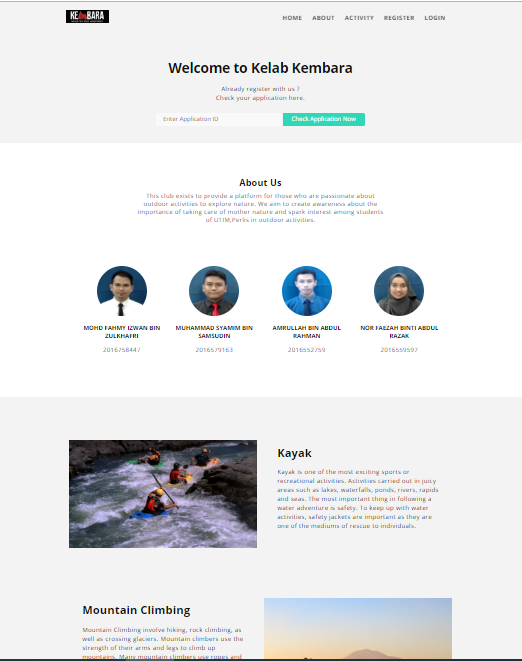 KEMBARA
HOME ABOUT ACTIVITY REGISTER LOGIN
Welcome to Kelab Kembara
Already register with us ?
Check your application here.
Enter Application ID
Check Application Now
About Us
This club exists to provide a platform for those who are passionate about
outdoor activities to explore nature. We aim to create awareness about the
importance of taking care of mother nature and spark interest among students
of UTIM,Perlis in outdoor activities.
MOHD FAHMY IZWAN BIN
ZULKHAFRI
2016758447
MUHAMMAD SYAMIM BIN
SAMSUDIN
2016579163
AMRULLAH BIN ABDUL
RAHMAN
2016552759
NOR FAEZAH BINTI ABDUL
RAZAK
2016559597
Kayak
Kayak is one of the most exciting sports or
recreational activities. Activities carried out in juicy
areas such as lakes, waterfalls, ponds, rivers, rapids
and seas. The most important thing in following a
water adventure is safety. To keep up with water
activities, safety jackets are important as they are
one of the mediums of rescue to individuals.
Mountain Climbing
Mountain Climbing involve hiking, rock climbing, as
well as crossing glaciers. Mountain climbers use the
strength of their arms and legs to climb up
mountains. Many mountain climbers use ropes and